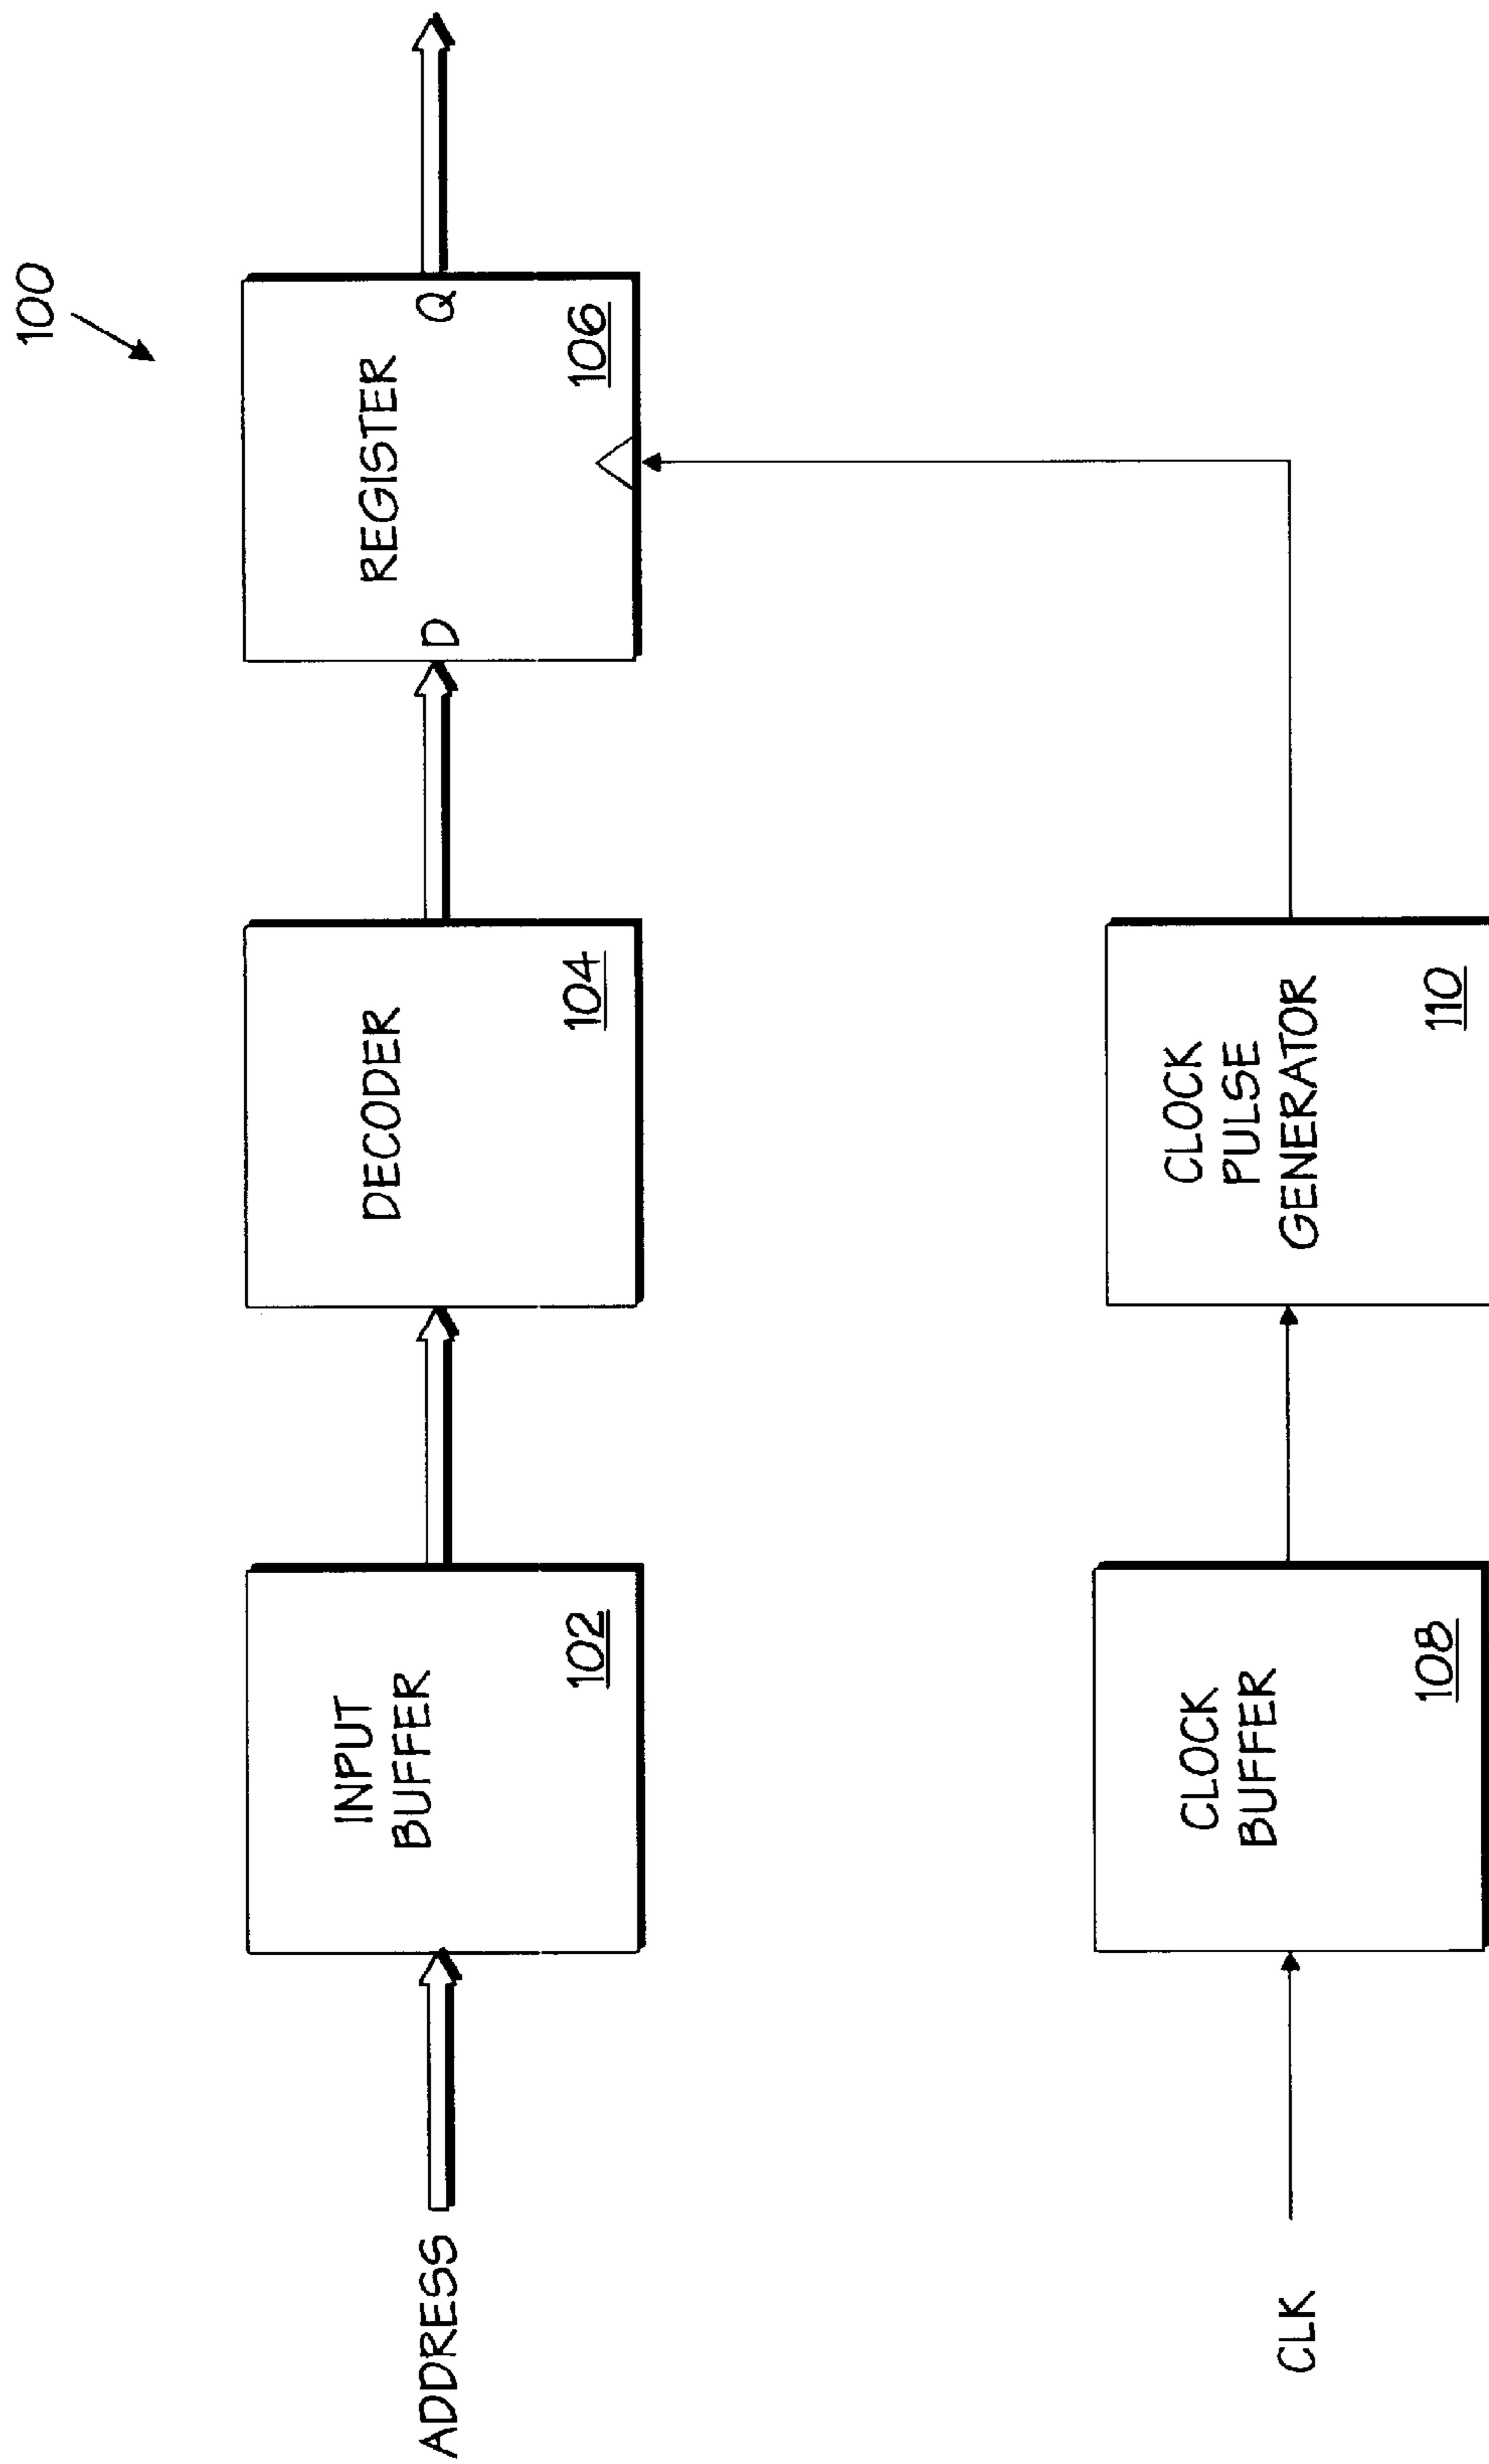 100
ADDRESS
INPUT
BUFFER
102
DECODER
104
REGISTER
D
Q
106
CLK
CLOCK
BUFFER
108
CLOCK
PULSE
GENERATOR
110